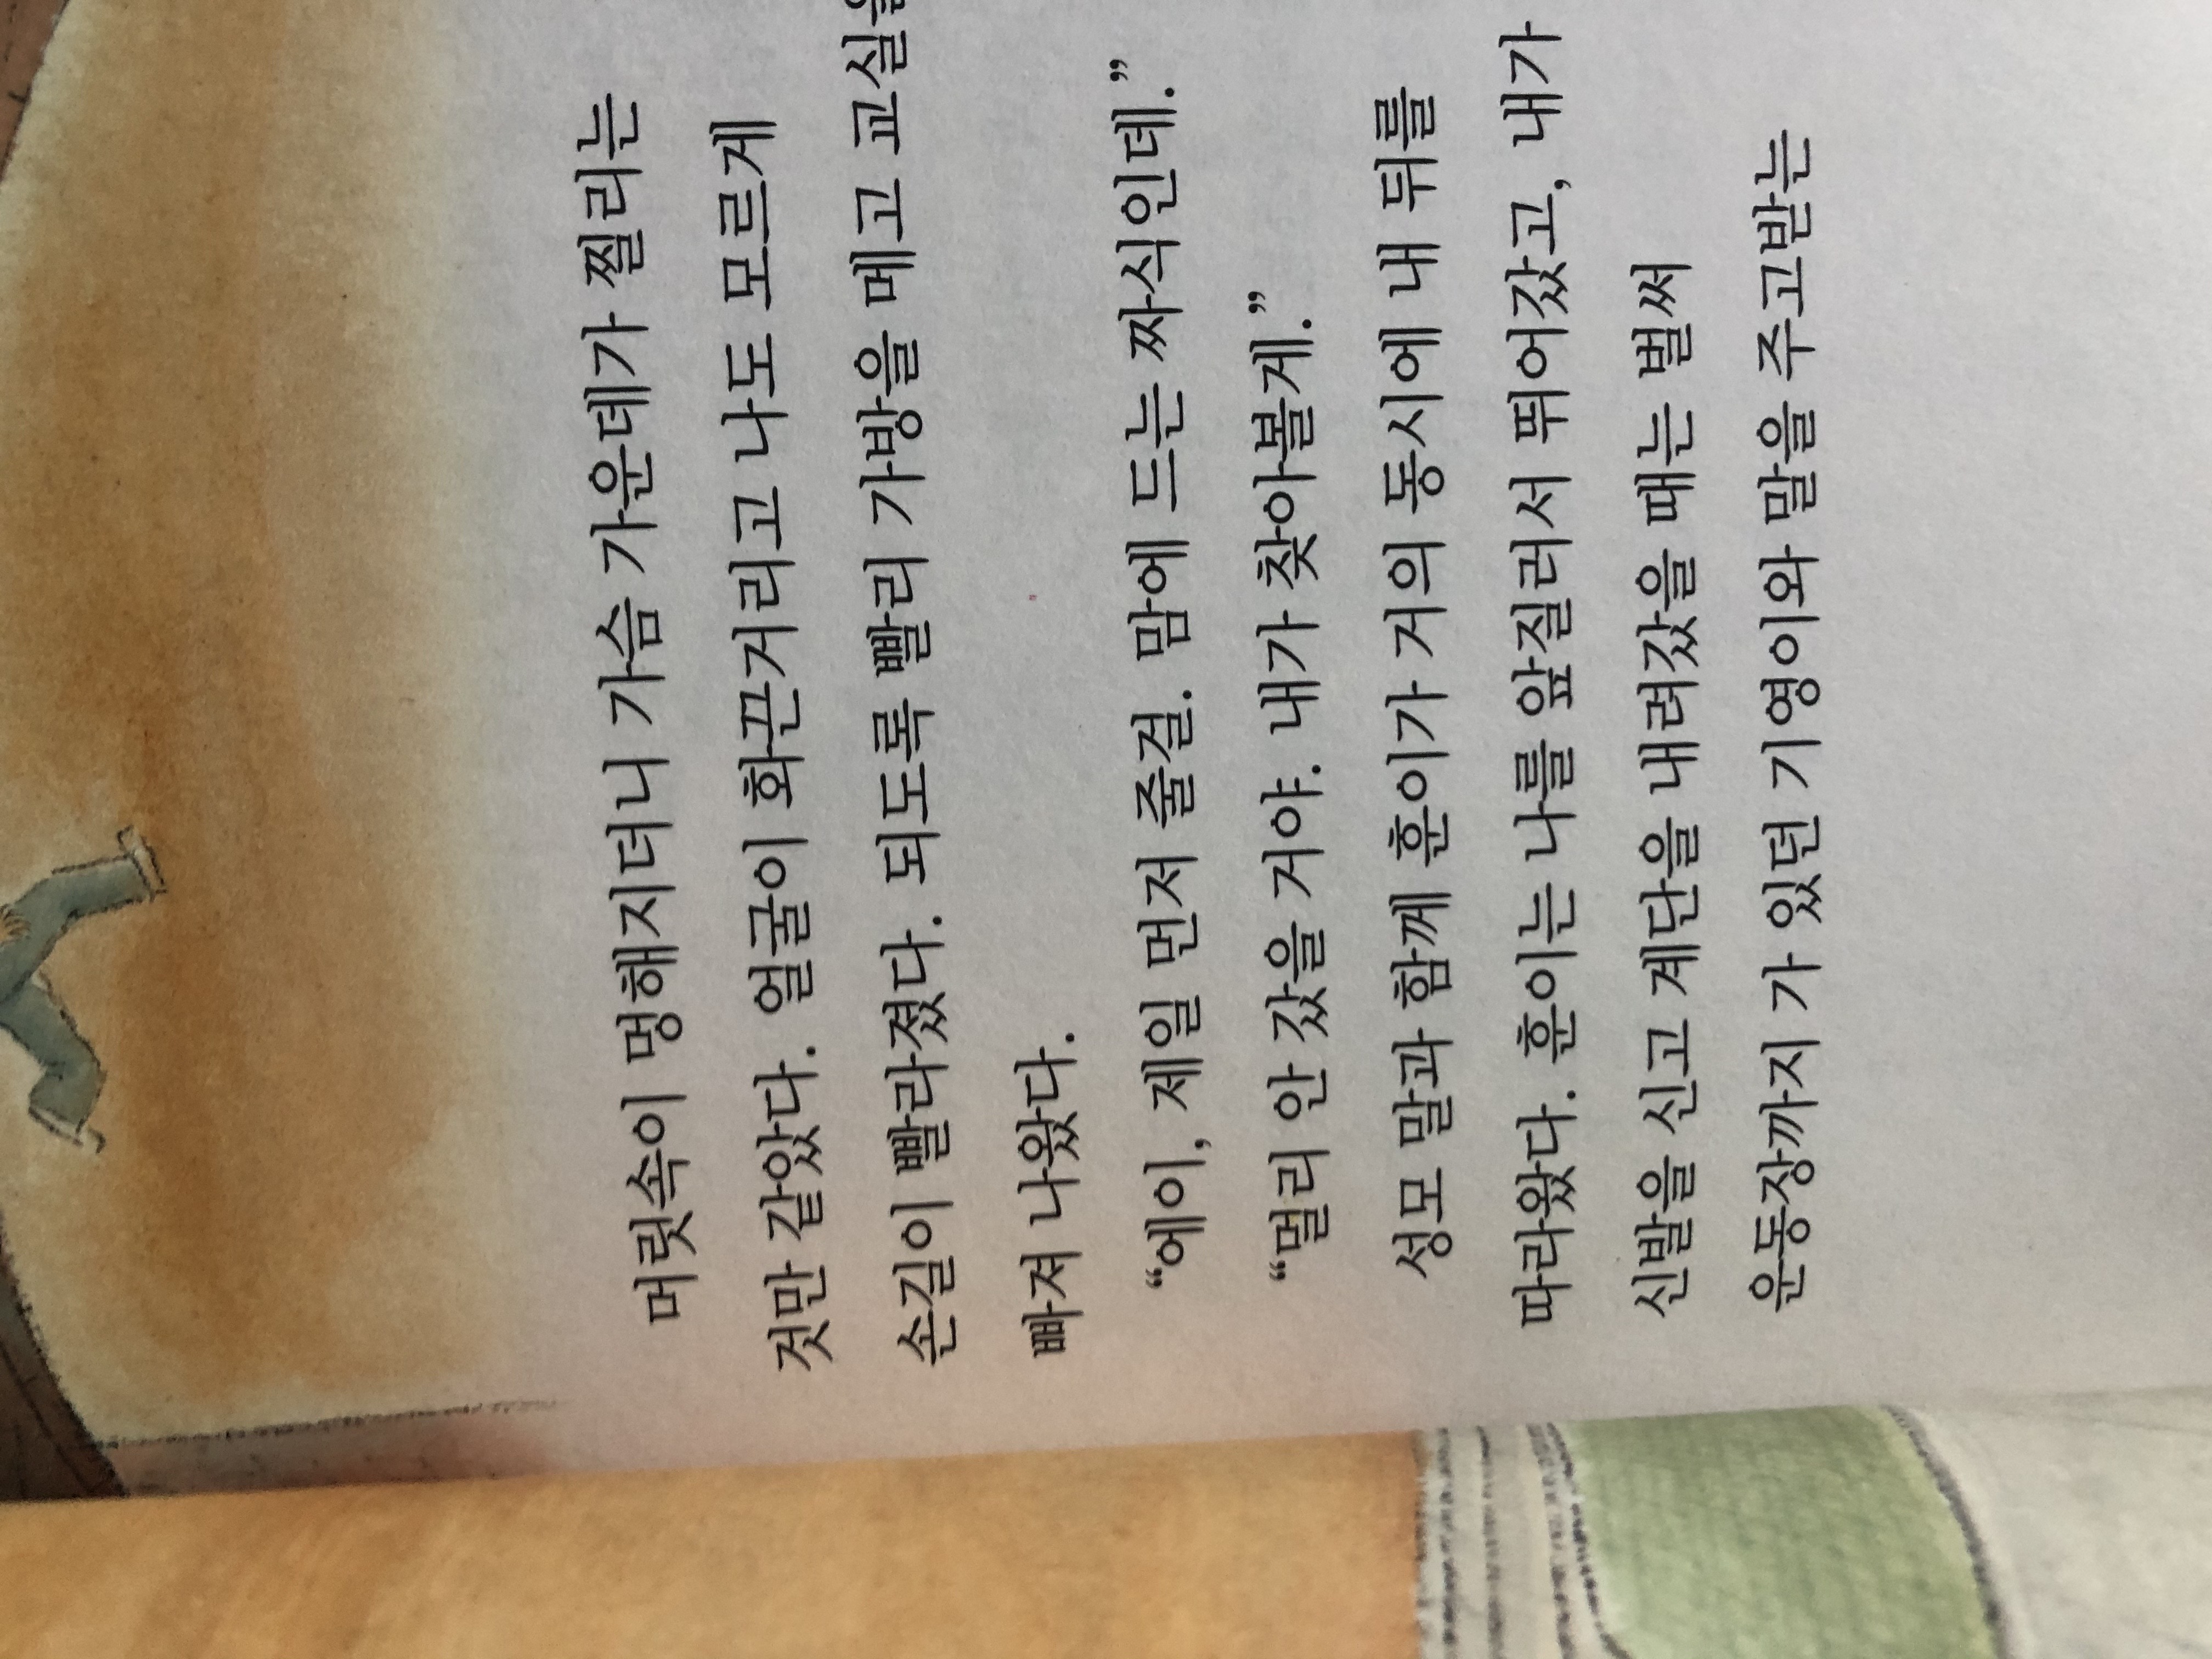 머릿속이 멍해지더니 가슴 가운데가 찔리는
것만 같았다. 얼굴이 화끈거리고 나도 모르게
손길이 빨라졌다. 되도록 빨리 가방을 메고 교실을
빠져 나왔다.
“에이, 제일 먼저 줄걸. 맘에 드는 짜식인데.”
“멀리 안 갔을 거야. 내가 찾아볼게.”
성모 말과 함께 훈이가 거의 동시에 내 뒤를
따라왔다. 훈이는 나를 앞질러서 뛰어갔고, 내가
신발을 신고 계단을 내려갔을 때는 벌써
운동장까지 가 있던 기영이와 말을 주고받는